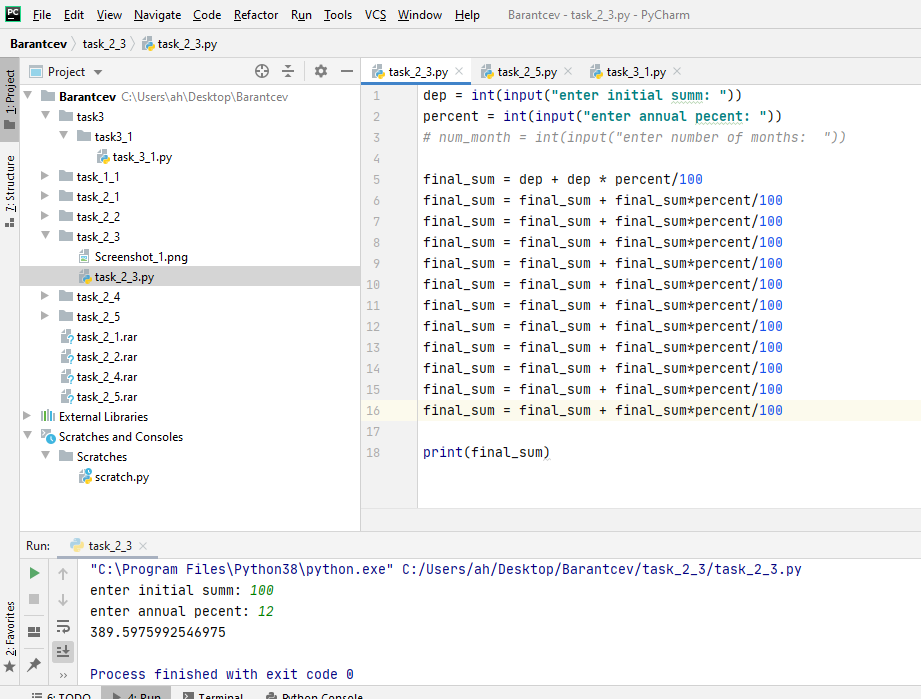 PC File Edit View Navigate Code Refactor Run Tools VCS Window Help Barantcev - task_2_3.py - PyCharm
Barantcev task_2_3 task_2_3.py
1: Project
7: Structure
2: Favorites
Project
Barantcev C:\Users\ah\Desktop\Barantcev
task3
task3_1
task_3_1.py
task_1_1
task_2_1
task_2_2
task_2_3
Screenshot_1.png
task_2_3.py
task_2_4
task_2_5
task_2_1.rar
task_2_2.rar
task_2_4.rar
task_2_5.rar
External Libraries
Scratches and Consoles
Scratches
scratch.py
task_2_3.py task_2_5.py task_3_1.py
1 dep = int(input("enter initial summ: "))
2 percent = int(input("enter annual pecent: "))
3 # num_month = int(input("enter number of months:  "))
4
5 final_sum = dep + dep * percent/100
6 final_sum = final_sum + final_sum*percent/100
7 final_sum = final_sum + final_sum*percent/100
8 final_sum = final_sum + final_sum*percent/100
9 final_sum = final_sum + final_sum*percent/100
10 final_sum = final_sum + final_sum*percent/100
11 final_sum = final_sum + final_sum*percent/100
12 final_sum = final_sum + final_sum*percent/100
13 final_sum = final_sum + final_sum*percent/100
14 final_sum = final_sum + final_sum*percent/100
15 final_sum = final_sum + final_sum*percent/100
16 final_sum = final_sum + final_sum*percent/100
17
18 print(final_sum)
Run: task_2_3
"C:\Program Files\Python38\python.exe" C:/Users/ah/Desktop/Barantcev/task_2_3/task_2_3.py
enter initial summ: 100
enter annual pecent: 12
389.5975992546975
Process finished with exit code 0
6: TODO 4: Run Terminal Python Console